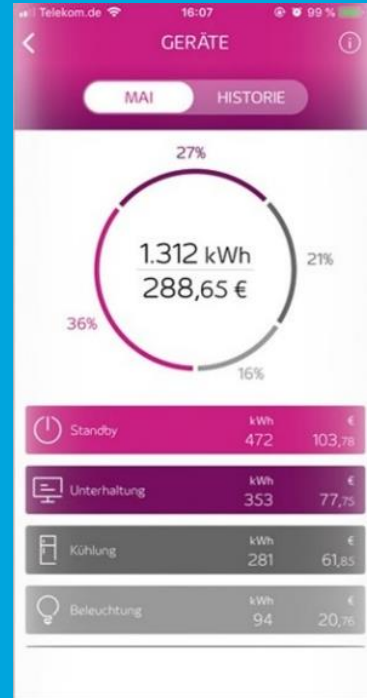 Telekom.de 16:07 99 %
GERÄTE
MAI HISTORIE
27%
1.312 kWh
21%
288,65 €
36%
16%
kWh €
Standby 472 103,78
kWh €
Unterhaltung 353 77,75
kWh €
Kühlung 281 61,85
kWh €
Beleuchtung 94 20,76